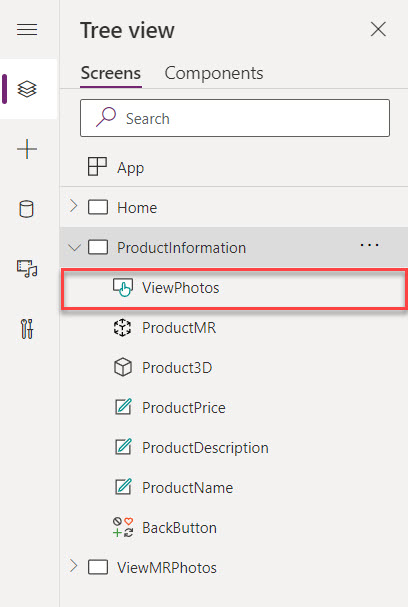 Tree view
Screens Components
Search
App
Home
ProductInformation
ViewPhotos
ProductMR
Product3D
ProductPrice
ProductDescription
ProductName
BackButton
ViewMRPhotos